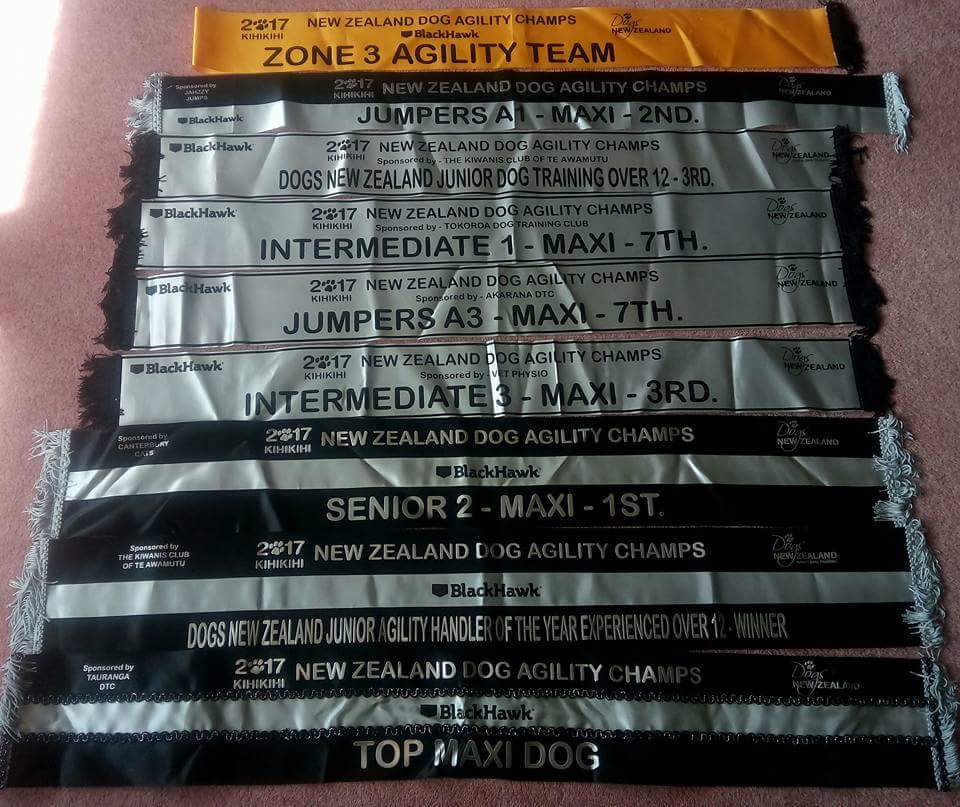 2017 NEW ZEALAND DOG AGILITY CHAMPS
KIHIKIHI
BlackHawk
Dogs NEW ZEALAND
ZONE 3 AGILITY TEAM
Sponsored by
JAHZZY
JUMPS
2017 NEW ZEALAND DOG AGILITY CHAMPS
KIHIKIHI
Dogs NEW ZEALAND
BlackHawk
JUMPERS A1 - MAXI - 2ND.
BlackHawk
2017 NEW ZEALAND DOG AGILITY CHAMPS
KIHIKIHI
Sponsored by - THE KIWANIS CLUB OF TE AWAMUTU
Dogs NEW ZEALAND
DOGS NEW ZEALAND JUNIOR DOG TRAINING OVER 12 - 3RD.
BlackHawk
2017 NEW ZEALAND DOG AGILITY CHAMPS
KIHIKIHI
Sponsored by - TOKOROA DOG TRAINING CLUB
Dogs NEW ZEALAND
INTERMEDIATE 1 - MAXI - 7TH.
BlackHawk
2017 NEW ZEALAND DOG AGILITY CHAMPS
KIHIKIHI
Sponsored by - AKARANA DTC
Dogs NEW ZEALAND
JUMPERS A3 - MAXI - 7TH.
BlackHawk
2017 NEW ZEALAND DOG AGILITY CHAMPS
KIHIKIHI
Sponsored by - VET PHYSIO
Dogs NEW ZEALAND
INTERMEDIATE 3 - MAXI - 3RD.
Sponsored by
CANTERBURY
CATS
2017 NEW ZEALAND DOG AGILITY CHAMPS
KIHIKIHI
Dogs NEW ZEALAND
BlackHawk
SENIOR 2 - MAXI - 1ST.
Sponsored by
THE KIWANIS CLUB
OF TE AWAMUTU
2017 NEW ZEALAND DOG AGILITY CHAMPS
KIHIKIHI
Dogs NEW ZEALAND
BlackHawk
DOGS NEW ZEALAND JUNIOR AGILITY HANDLER OF THE YEAR EXPERIENCED OVER 12 - WINNER
Sponsored by
TAURANGA
DTC
2017 NEW ZEALAND DOG AGILITY CHAMPS
KIHIKIHI
Dogs NEW ZEALAND
BlackHawk
TOP MAXI DOG